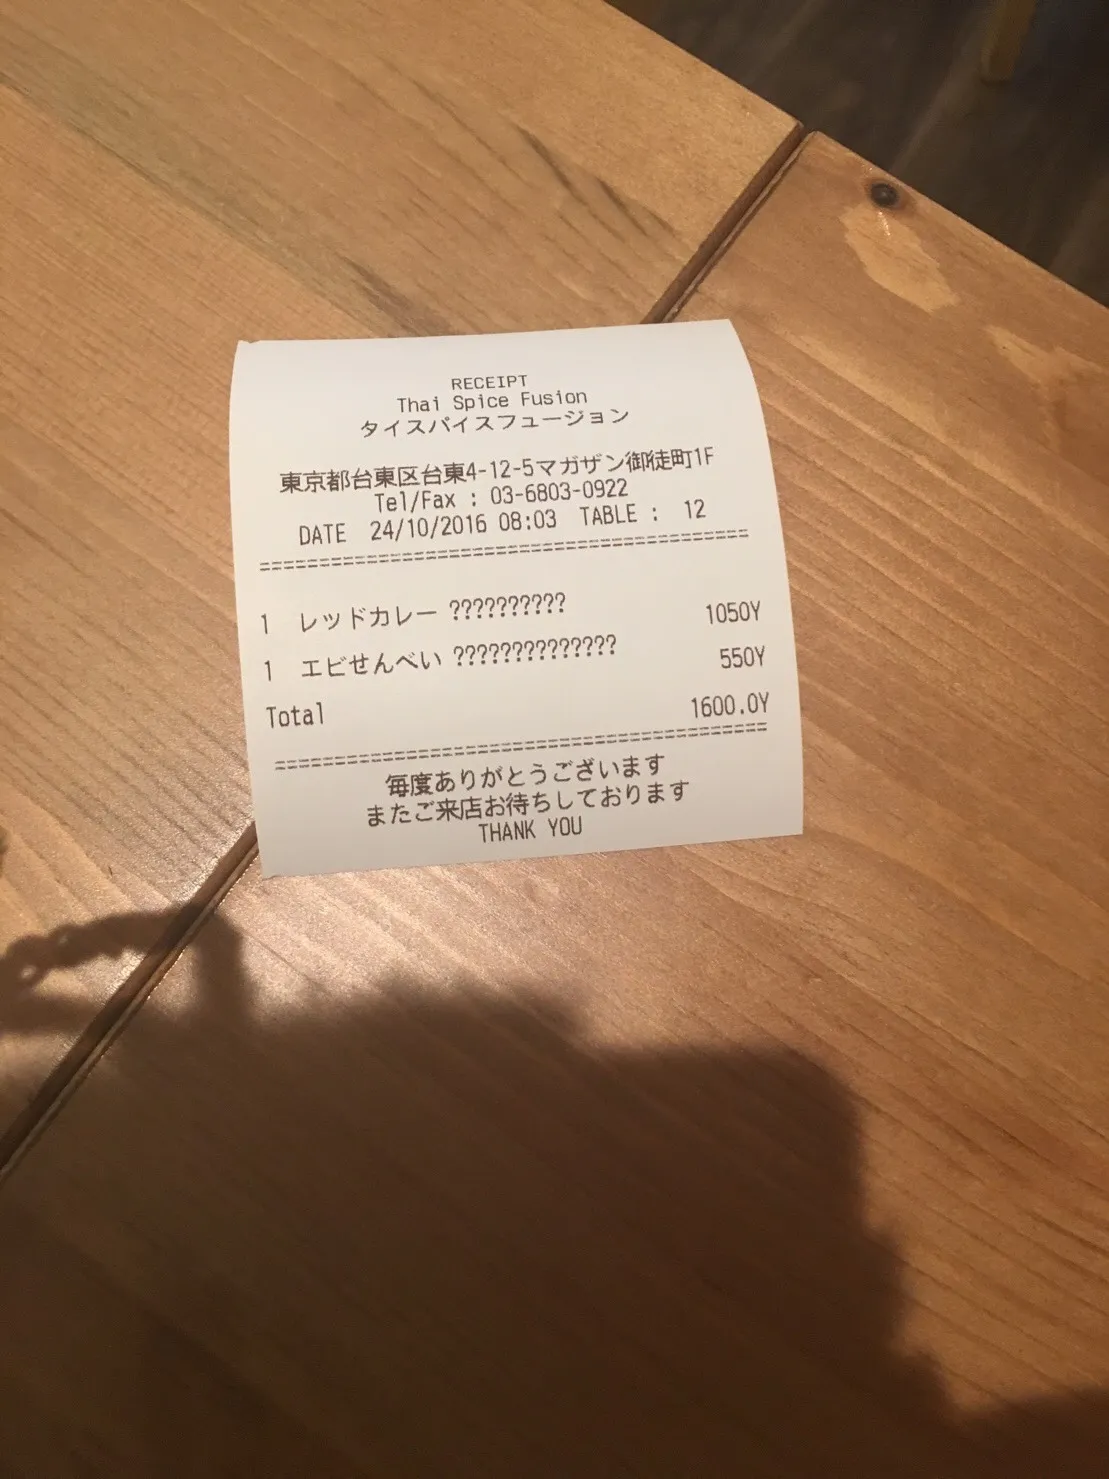 RECEIPT
Thai Spice Fusion
タイスパイスフュージョン
東京都台東区台東4-12-5マガザン御徒町1F
Tel/Fax : 03-6803-0922
DATE 24/10/2016 08:03 TABLE : 12
========================================
1 レッドカレー ?????????? 1050Y
1 エビせんべい ?????????????? 550Y
Total 1600.0Y
========================================
毎度ありがとうございます
またご来店お待ちしております
THANK YOU